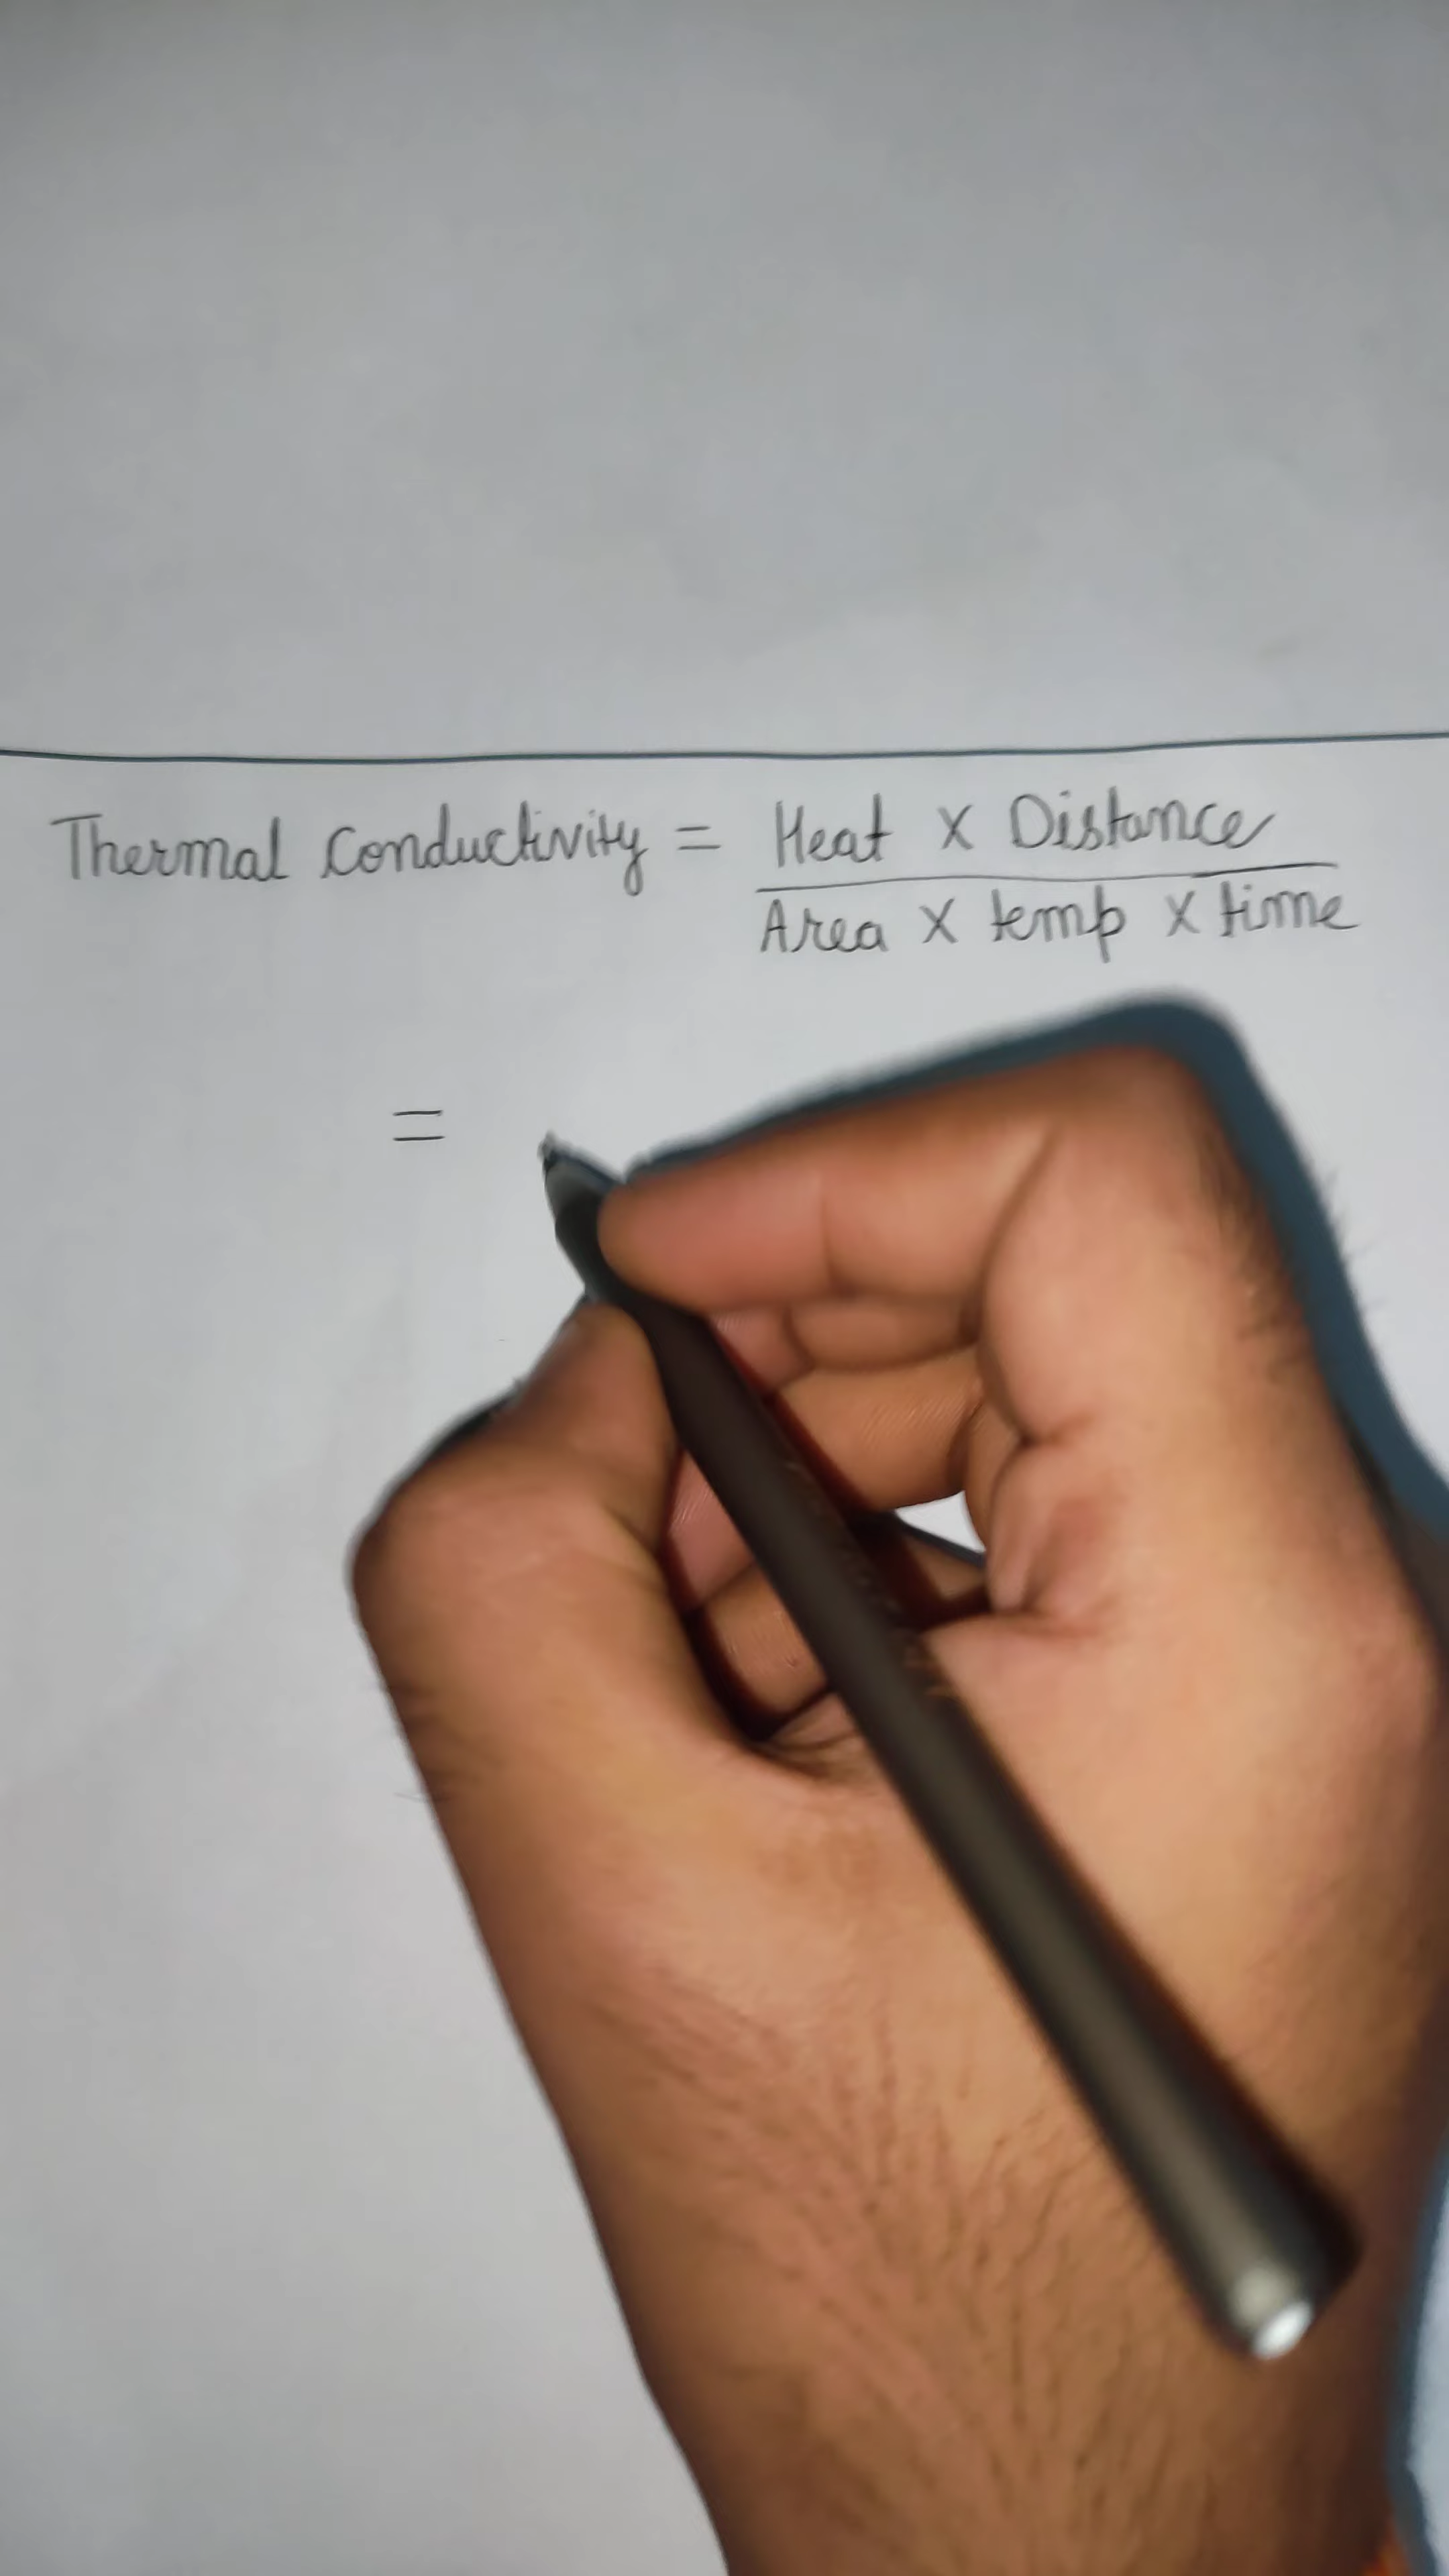 Thermal Conductivity = Heat X Distance
Area X temp X time
=